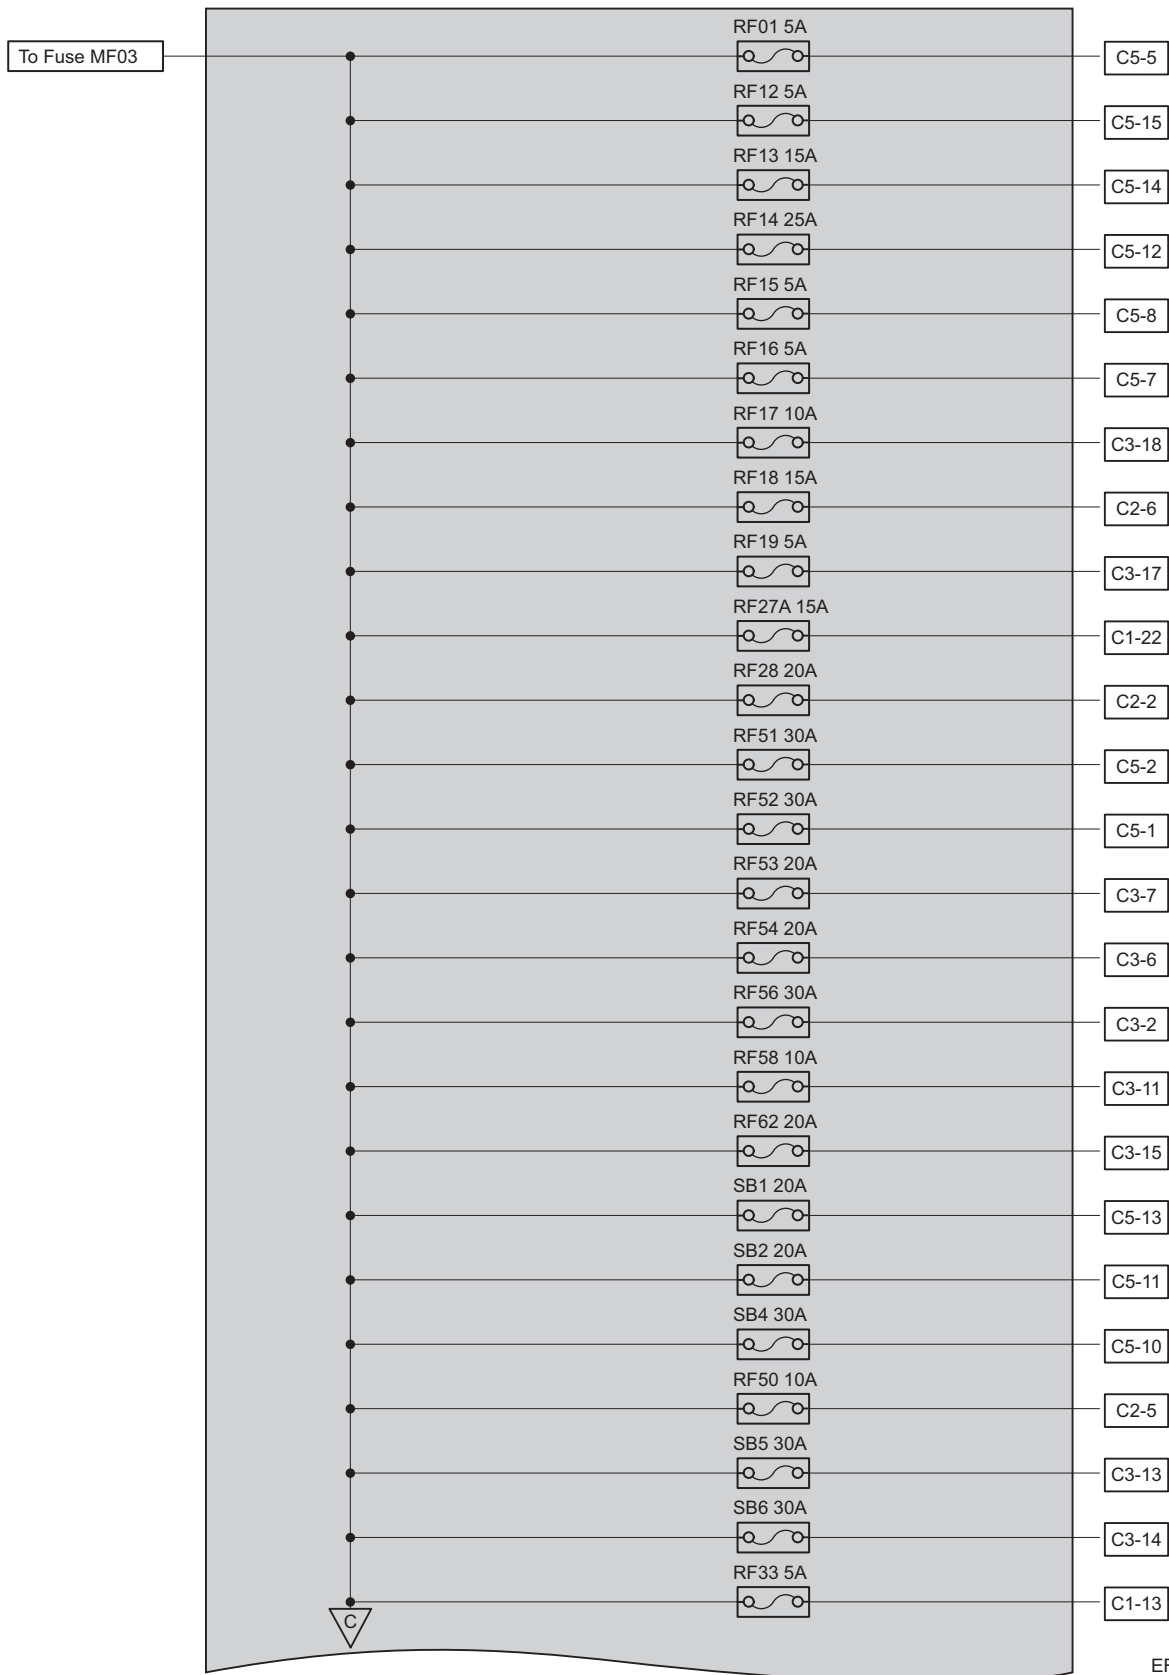 RF01 5A
To Fuse MF03
C5-5
RF12 5A
C5-15
RF13 15A
C5-14
RF14 25A
C5-12
RF15 5A
C5-8
RF16 5A
C5-7
RF17 10A
C3-18
RF18 15A
C2-6
RF19 5A
C3-17
RF27A 15A
C1-22
RF28 20A
C2-2
RF51 30A
C5-2
RF52 30A
C5-1
RF53 20A
C3-7
RF54 20A
C3-6
RF56 30A
C3-2
RF58 10A
C3-11
RF62 20A
C3-15
SB1 20A
C5-13
SB2 20A
C5-11
SB4 30A
C5-10
RF50 10A
C2-5
SB5 30A
C3-13
SB6 30A
C3-14
RF33 5A
C1-13
C